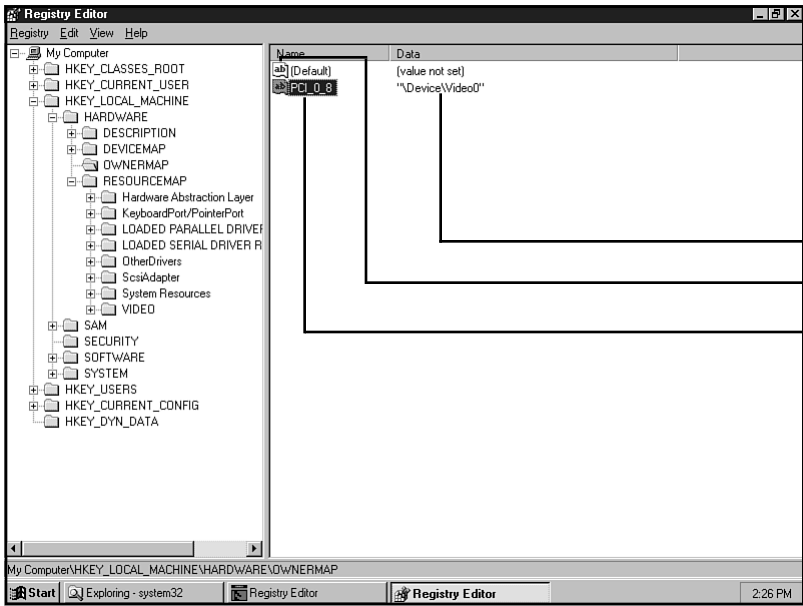 Registry Editor
Registry Edit View Help
My Computer
HKEY_CLASSES_ROOT
HKEY_CURRENT_USER
HKEY_LOCAL_MACHINE
HARDWARE
DESCRIPTION
DEVICEMAP
OWNERMAP
RESOURCEMAP
Hardware Abstraction Layer
KeyboardPort/PointerPort
LOADED PARALLEL DRIVER
LOADED SERIAL DRIVER R
OtherDrivers
ScsiAdapter
System Resources
VIDEO
SAM
SECURITY
SOFTWARE
SYSTEM
HKEY_USERS
HKEY_CURRENT_CONFIG
HKEY_DYN_DATA
Name Data
ab (Default) (value not set)
ab PCI_0_8 "\Device\Video0"
My Computer\HKEY_LOCAL_MACHINE\HARDWARE\OWNERMAP
Start Exploring - system32 Registry Editor Registry Editor 2:26 PM